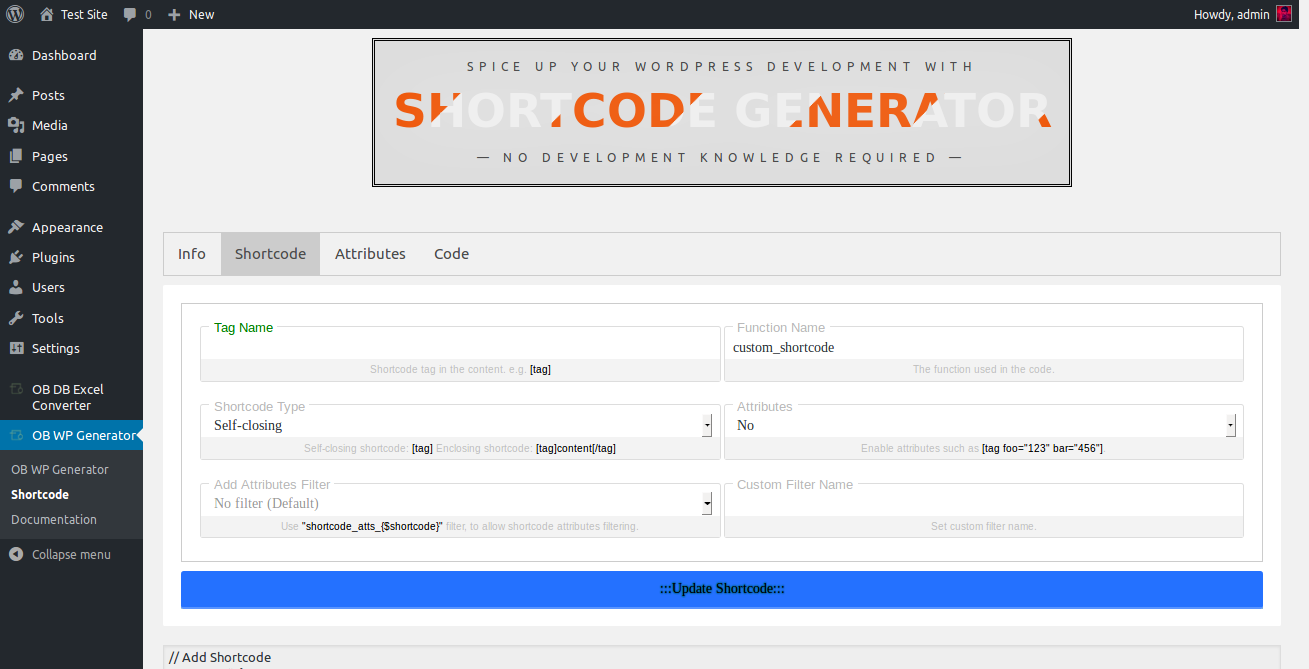 Test Site 0 New Howdy, admin
Dashboard
Posts
Media
Pages
Comments
Appearance
Plugins
Users
Tools
Settings
OB DB Excel
Converter
OB WP Generator
OB WP Generator
Shortcode
Documentation
Collapse menu
SPICE UP YOUR WORDPRESS DEVELOPMENT WITH
SHORTCODE GENERATOR
— NO DEVELOPMENT KNOWLEDGE REQUIRED —
Info Shortcode Attributes Code
Tag Name
Shortcode tag in the content. e.g. [tag]
Function Name
custom_shortcode
The function used in the code.
Shortcode Type
Self-closing
Self-closing shortcode: [tag] Enclosing shortcode: [tag]content[/tag]
Attributes
No
Enable attributes such as [tag foo="123" bar="456"].
Add Attributes Filter
No filter (Default)
Use "shortcode_atts_{$shortcode}" filter, to allow shortcode attributes filtering.
Custom Filter Name
Set custom filter name.
:::Update Shortcode:::
// Add Shortcode